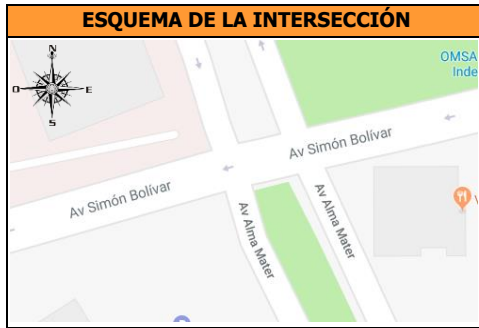 ESQUEMA DE LA INTERSECCIÓN
N
O
E
S
OMSA
Inde
Av Simón Bolívar
Av Simón Bolívar
Av Alma Mater
Av Alma Mater